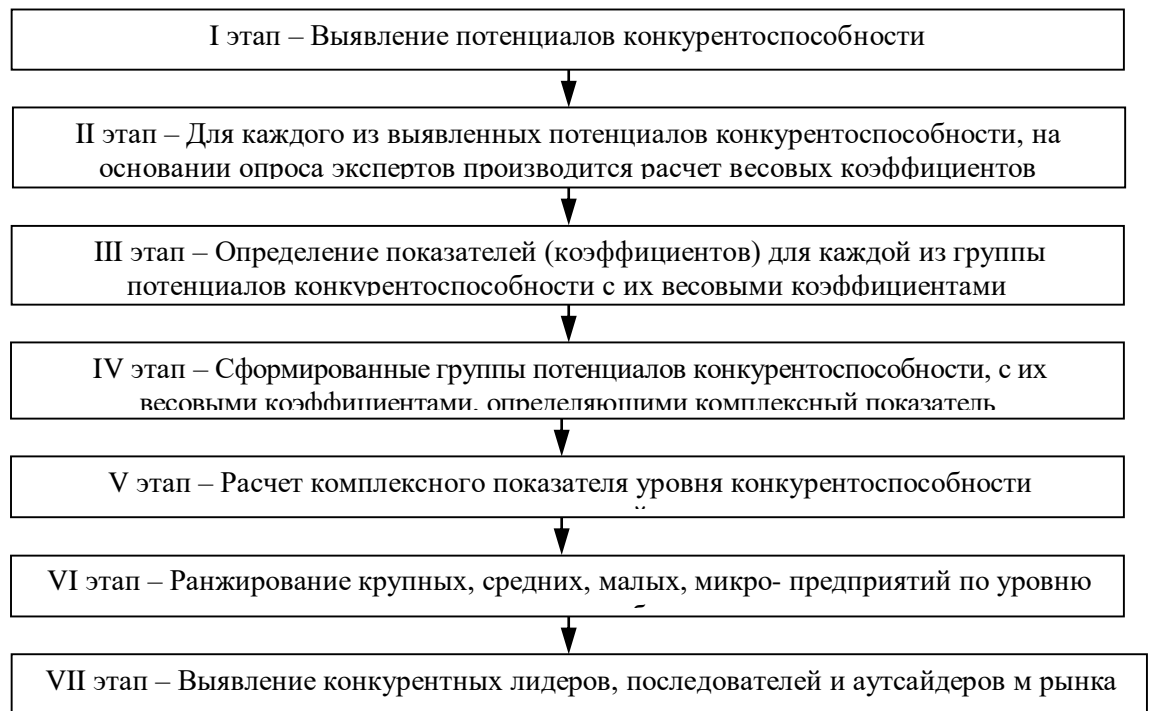 I этап – Выявление потенциалов конкурентоспособности
II этап – Для каждого из выявленных потенциалов конкурентоспособности, на
основании опроса экспертов производится расчет весовых коэффициентов
III этап – Определение показателей (коэффициентов) для каждой из группы
потенциалов конкурентоспособности с их весовыми коэффициентами
IV этап – Сформированные группы потенциалов конкурентоспособности, с их
весовыми коэффициентами, определяющими комплексный показатель
V этап – Расчет комплексного показателя уровня конкурентоспособности
VI этап – Ранжирование крупных, средних, малых, микро- предприятий по уровню
VII этап – Выявление конкурентных лидеров, последователей и аутсайдеров м рынка